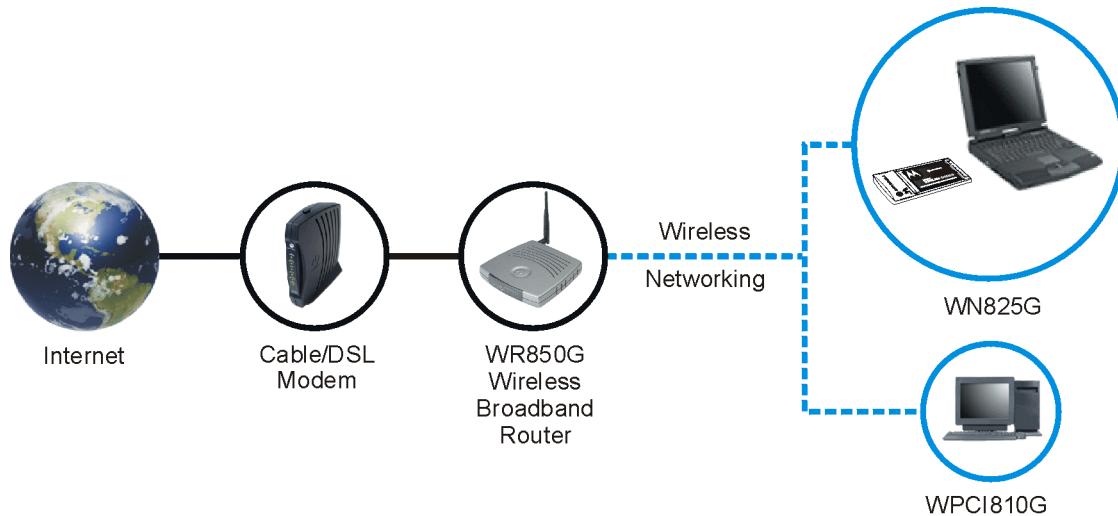 Internet
Cable/DSL
Modem
WR850G
Wireless
Broadband
Router
Wireless
Networking
WN825G
WPCI810G